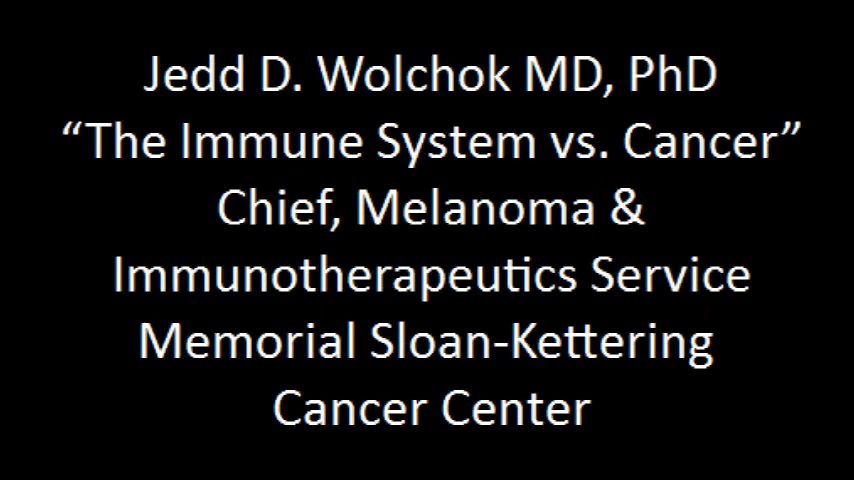 Jedd D. Wolchok MD, PhD
“The Immune System vs. Cancer”
Chief, Melanoma &
Immunotherapeutics Service
Memorial Sloan-Kettering
Cancer Center